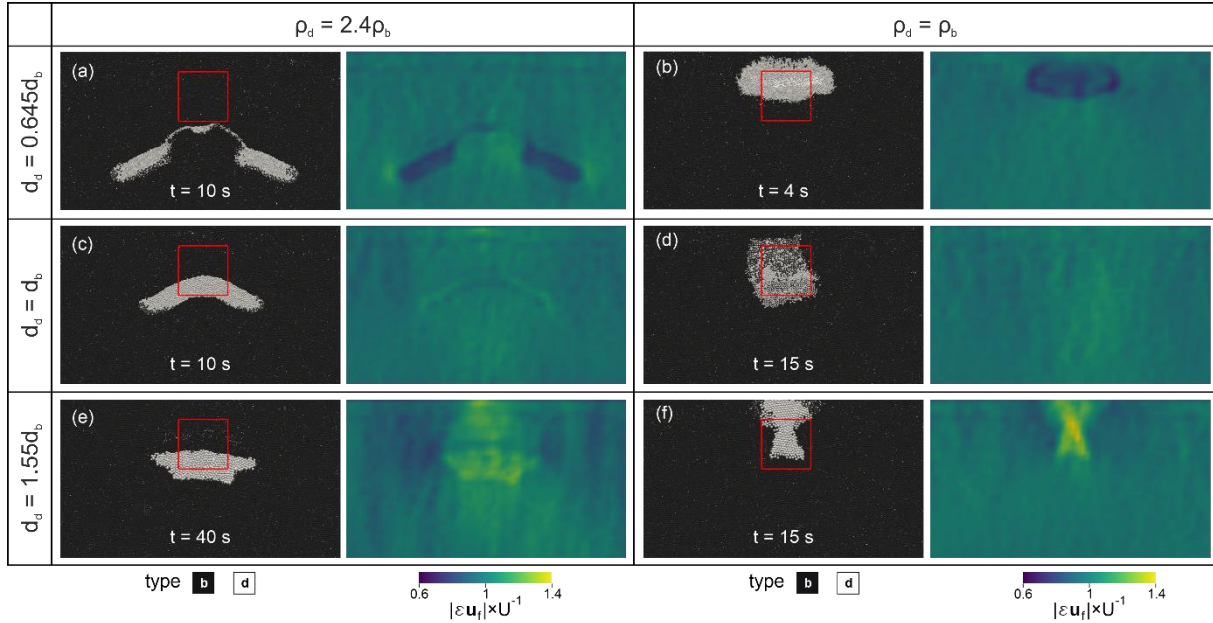 ρd = 2.4ρb
ρd = ρb
dd = 0.645db
(a)
t = 10 s
(b)
t = 4 s
dd = db
(c)
t = 10 s
(d)
t = 15 s
dd = 1.55db
(e)
t = 40 s
(f)
t = 15 s
type b d
0.6 1 1.4
|εuf|×U-1
type b d
0.6 1 1.4
|εuf|×U-1